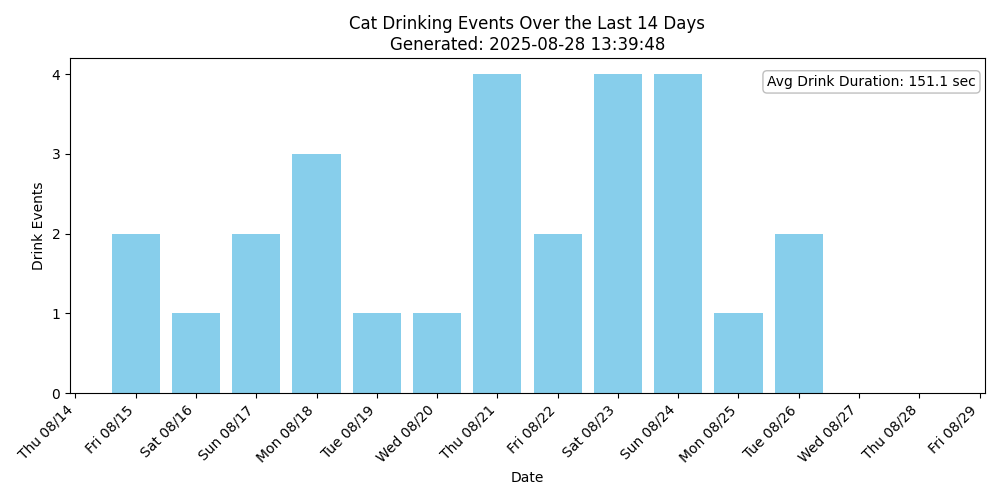 Cat Drinking Events Over the Last 14 Days
Generated: 2025-08-28 13:39:48
Avg Drink Duration: 151.1 sec
Drink Events
4
3
2
1
0
Thu 08/14
Fri 08/15
Sat 08/16
Sun 08/17
Mon 08/18
Tue 08/19
Wed 08/20
Thu 08/21
Fri 08/22
Sat 08/23
Sun 08/24
Mon 08/25
Tue 08/26
Wed 08/27
Thu 08/28
Fri 08/29
Date